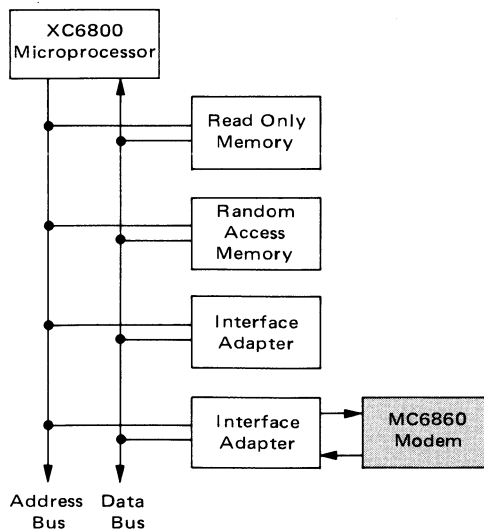 XC6800
Microprocessor
Read Only
Memory
Random
Access
Memory
Interface
Adapter
Interface
Adapter
MC6860
Modem
Address
Bus
Data
Bus